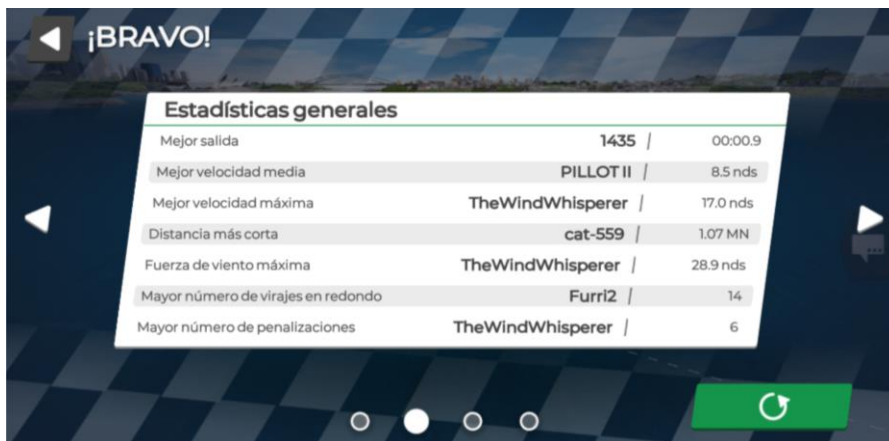 ¡BRAVO!
Estadísticas generales
Mejor salida 1435 | 00:00.9
Mejor velocidad media PILLOT II | 8.5 nds
Mejor velocidad máxima TheWindWhisperer | 17.0 nds
Distancia más corta cat-559 | 1.07 MN
Fuerza de viento máxima TheWindWhisperer | 28.9 nds
Mayor número de virajes en redondo Furri2 | 14
Mayor número de penalizaciones TheWindWhisperer | 6